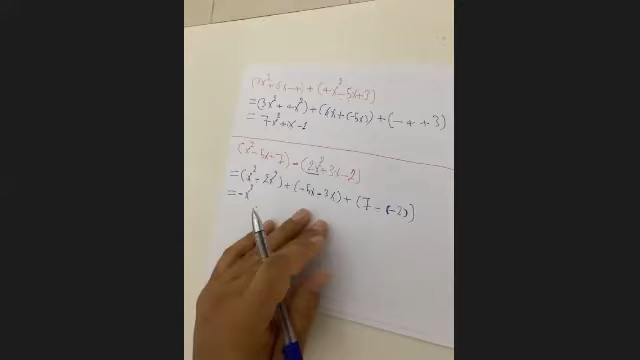 (3x²+6x-4) + (4x²-5x+3)
= (3x² + 4x²) + (6x + (-5x)) + (-4 + 3)
= 7x² + x - 1
(x² - 5x + 7) - (2x² + 3x - 2)
= (x² - 2x²) + (-5x - 3x) + (7 - (-2))
= -x²